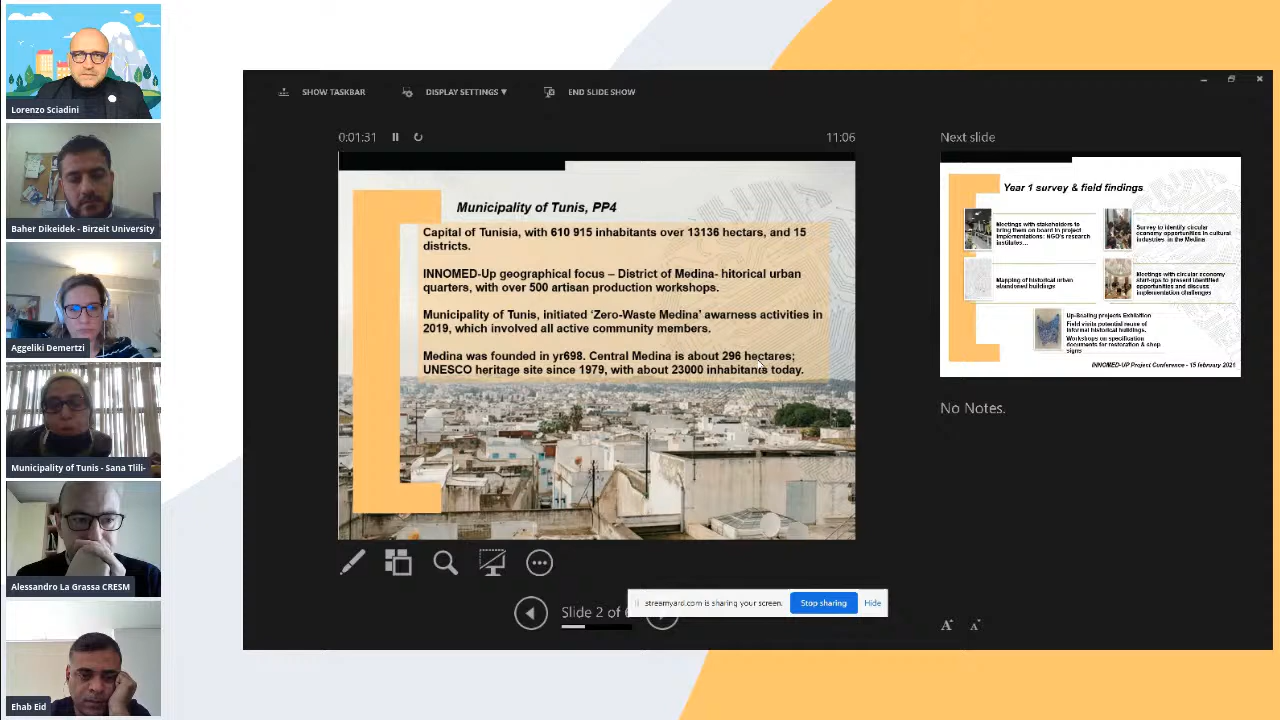 Lorenzo Sciadini
Baher Dikeidek - Birzeit University
Aggeliki Demertzi
Municipality of Tunis - Sana Tlili-
Alessandro La Grassa CRESM
Ehab Eid
SHOW TASKBAR
DISPLAY SETTINGS ▼
END SLIDE SHOW
0:01:31
11:06
Municipality of Tunis, PP4
Capital of Tunisia, with 610 915 inhabitants over 13136 hectars, and 15
districts.
INNOMED-Up geographical focus – District of Medina- hitorical urban
quarters, with over 500 artisan production workshops.
Municipality of Tunis, initiated ‘Zero-Waste Medina’ awarness activities in
2019, which involved all active community members.
Medina was founded in yr698. Central Medina is about 296 hectares;
UNESCO heritage site since 1979, with about 23000 inhabitants today.
Slide 2 of 6
streamyard.com is sharing your screen.
Stop sharing
Hide
Next slide
Year 1 survey & field findings
Meetings with stakeholders to
bring them on board in project
implementations: NGO's research
institutes...
Survey to identify circular
economy opportunities in cultural
industries in the Medina
Mapping of historical urban
abandoned buildings
Meetings with circular economy
start-ups to present identified
opportunities and discuss
implementation challenges
Up-Scaling projects Exhibition
Field visits potential reuse of
informal historical buildings.
Workshops on specification
documents for restoration & shop
signs
INNOMED-UP Project Conference - 15 february 2021
No Notes.
A
A